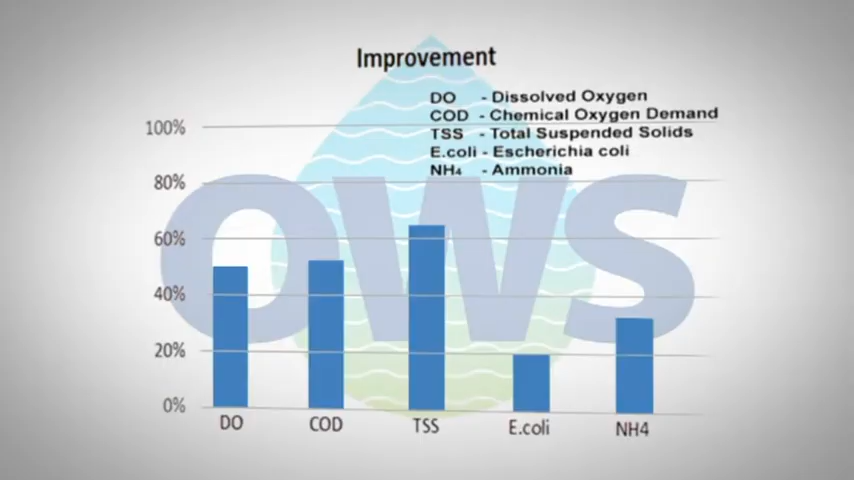 Improvement
DO - Dissolved Oxygen
COD - Chemical Oxygen Demand
TSS - Total Suspended Solids
E.coli - Escherichia coli
NH₄ - Ammonia
100%
80%
60%
40%
20%
0%
DO COD TSS E.coli NH4
OWS